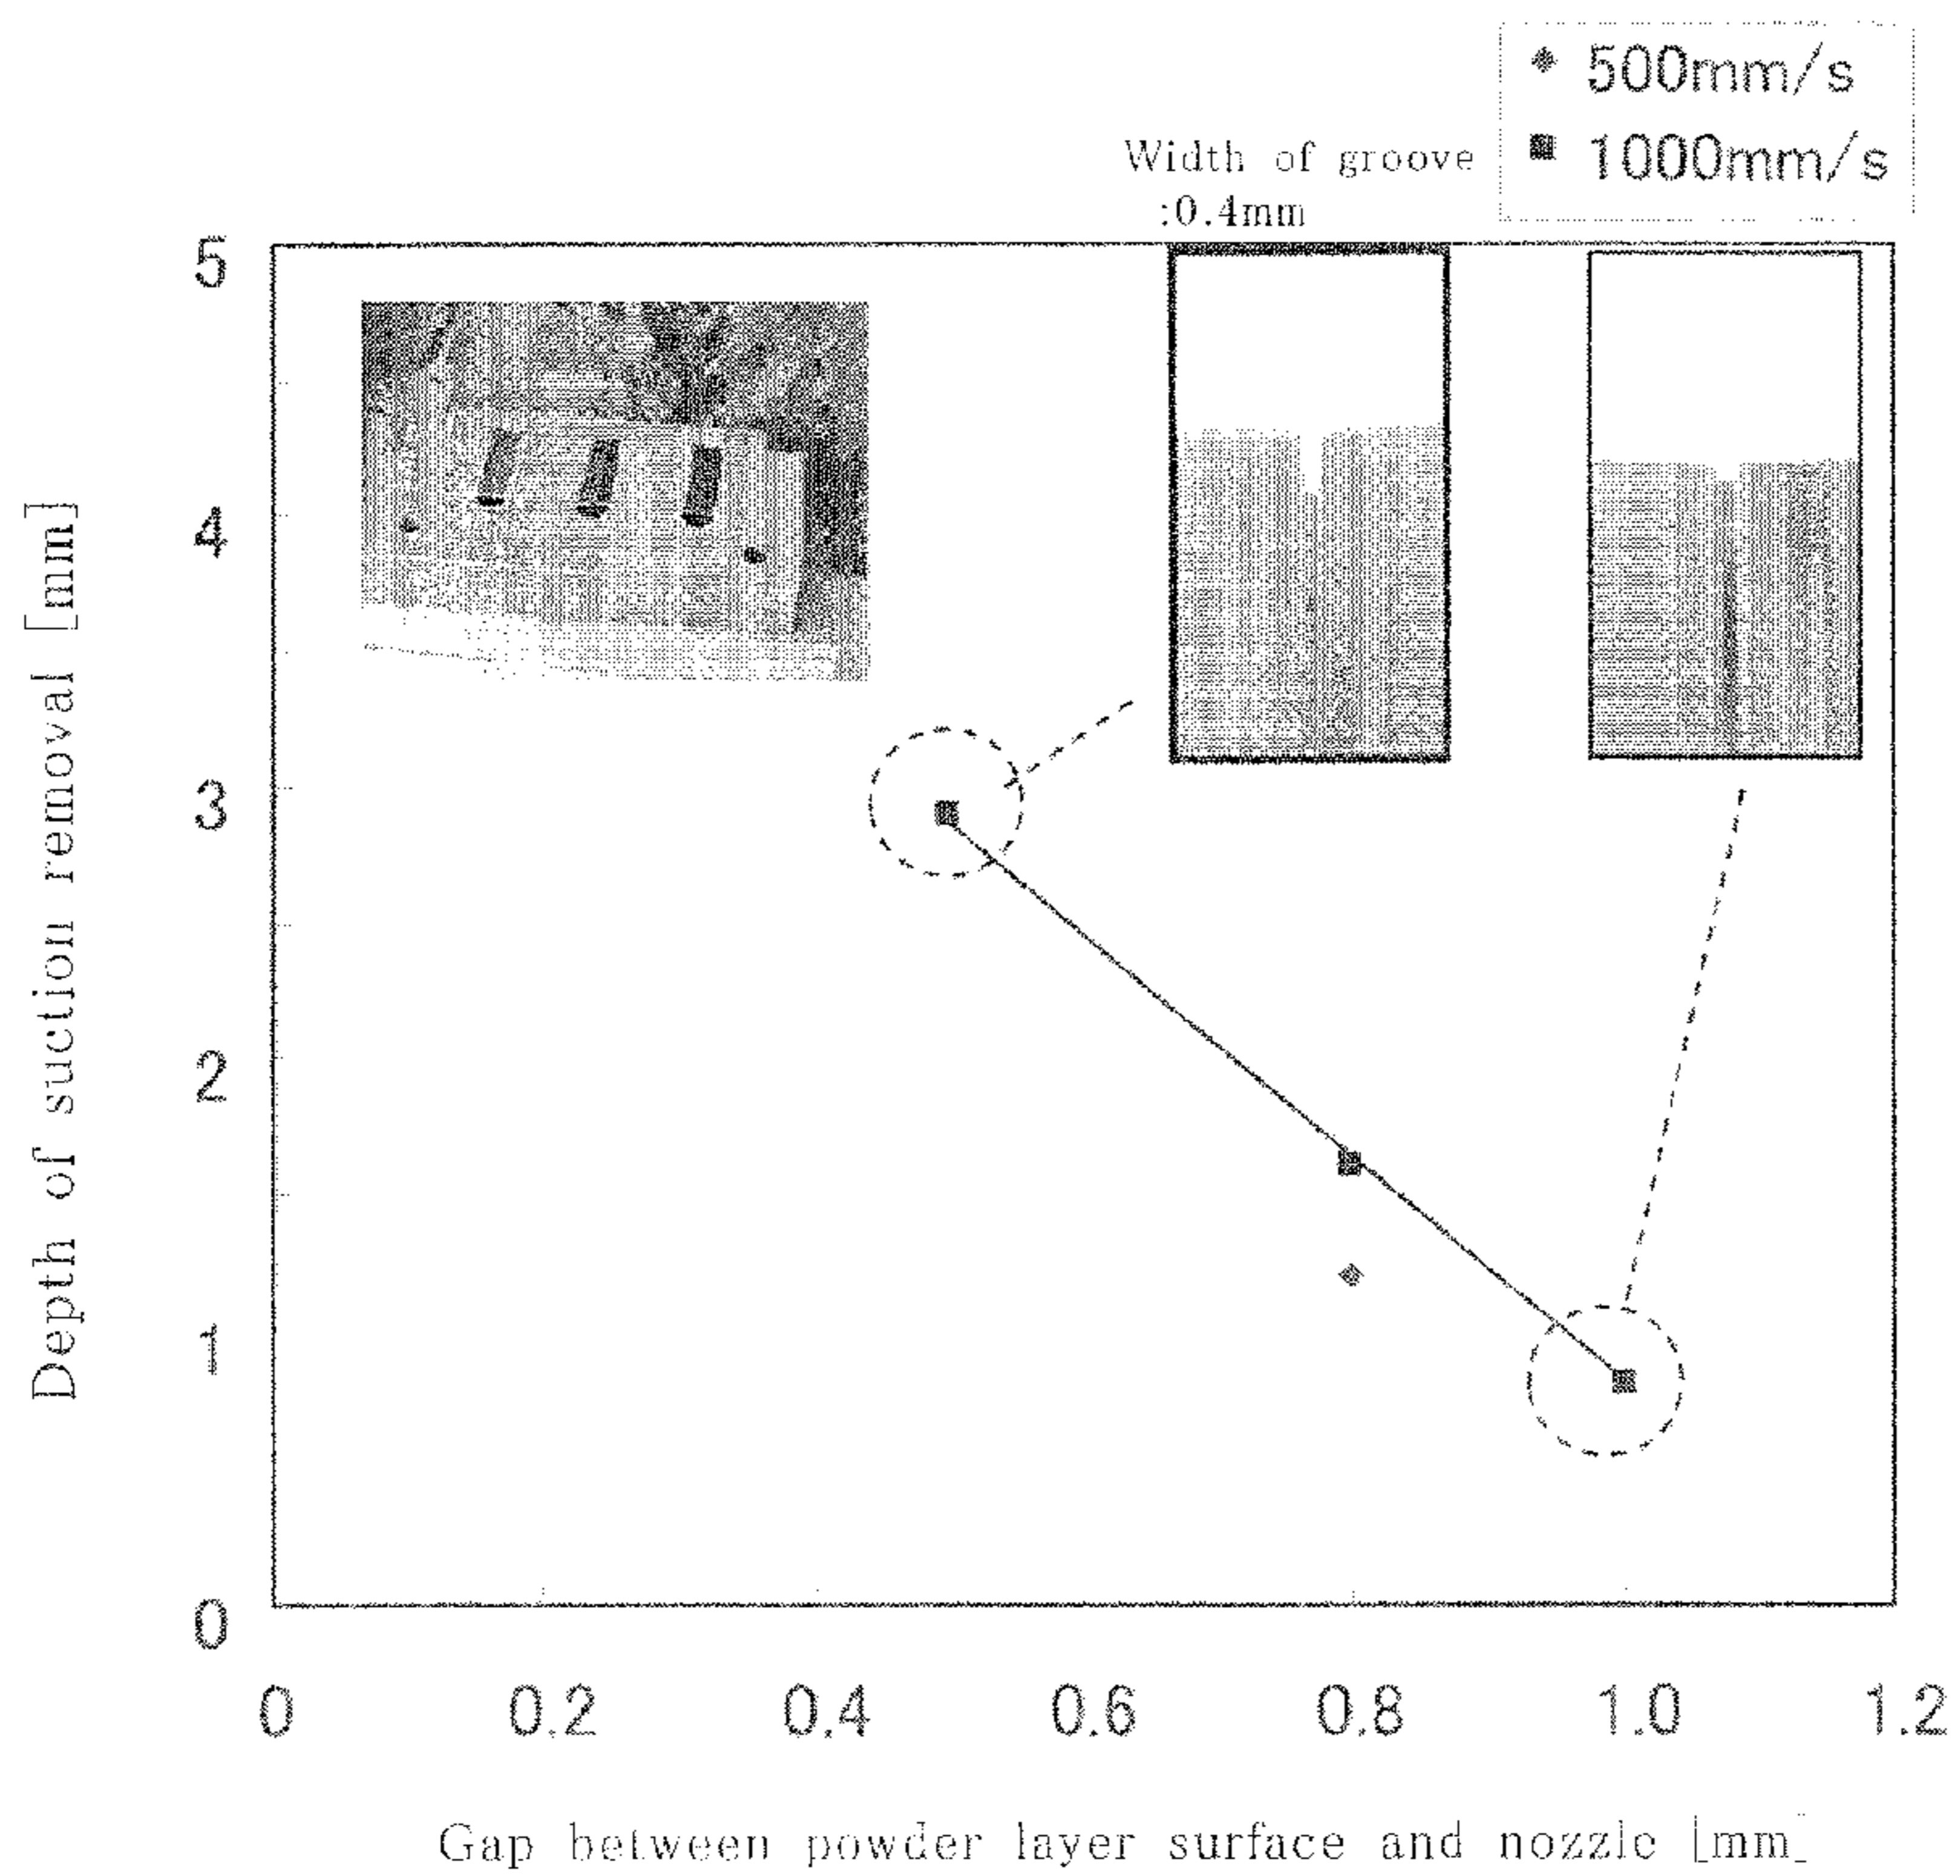 500mm/s
1000mm/s
Width of groove
:0.4mm
Depth of suction removal [mm]
5
4
3
2
1
0
0 0.2 0.4 0.6 0.8 1.0 1.2
Gap between powder layer surface and nozzle [mm]